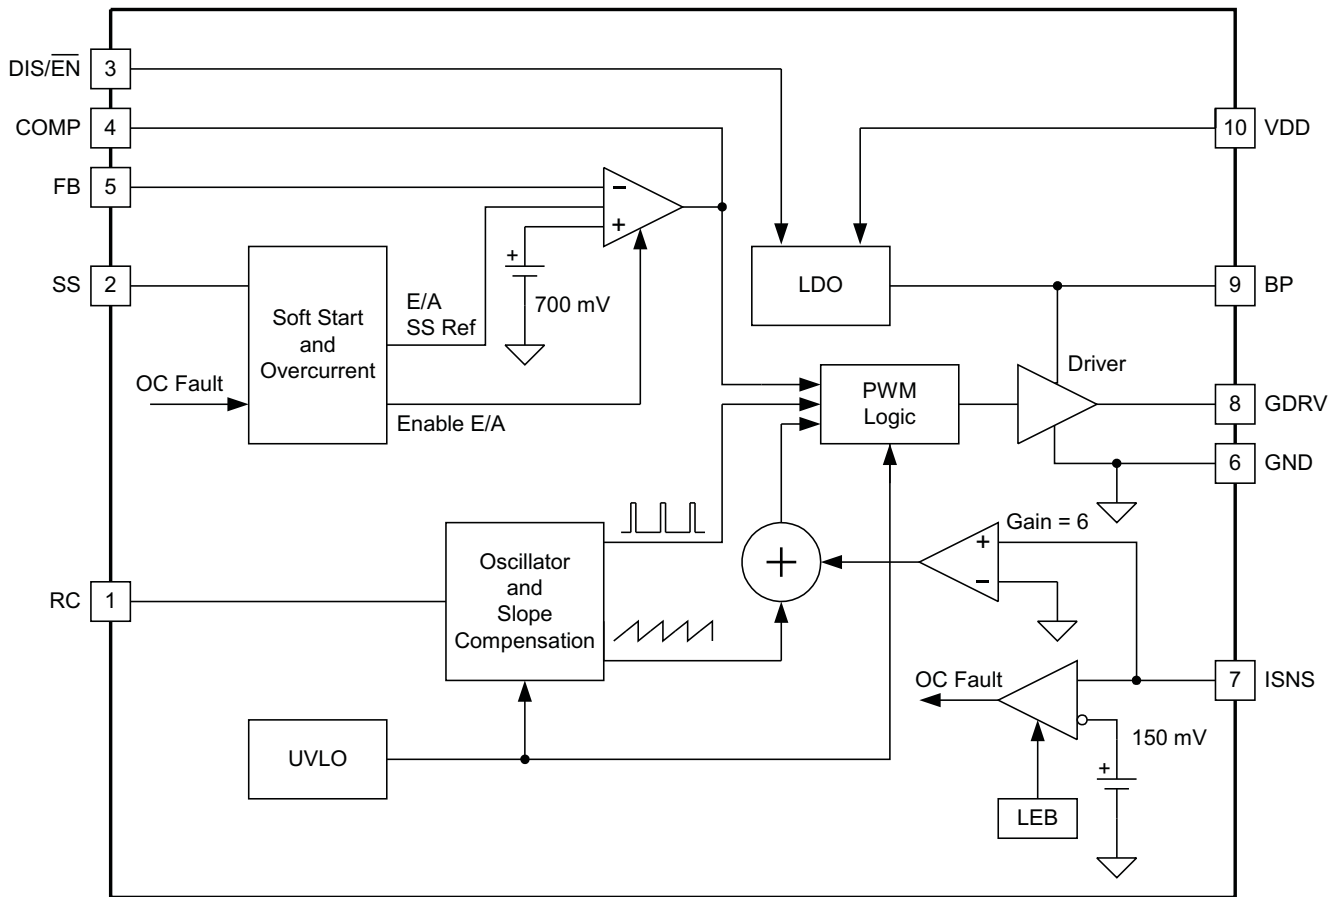 DIS/EN 3
COMP 4
10 VDD
FB 5
−
+
SS 2
+
700 mV
E/A
SS Ref
Soft Start
and
Overcurrent
OC Fault
Enable E/A
LDO
9 BP
Driver
PWM
Logic
8 GDRV
6 GND
Gain = 6
+
−
+
Oscillator
and
Slope
Compensation
RC 1
OC Fault
7 ISNS
150 mV
+
UVLO
LEB